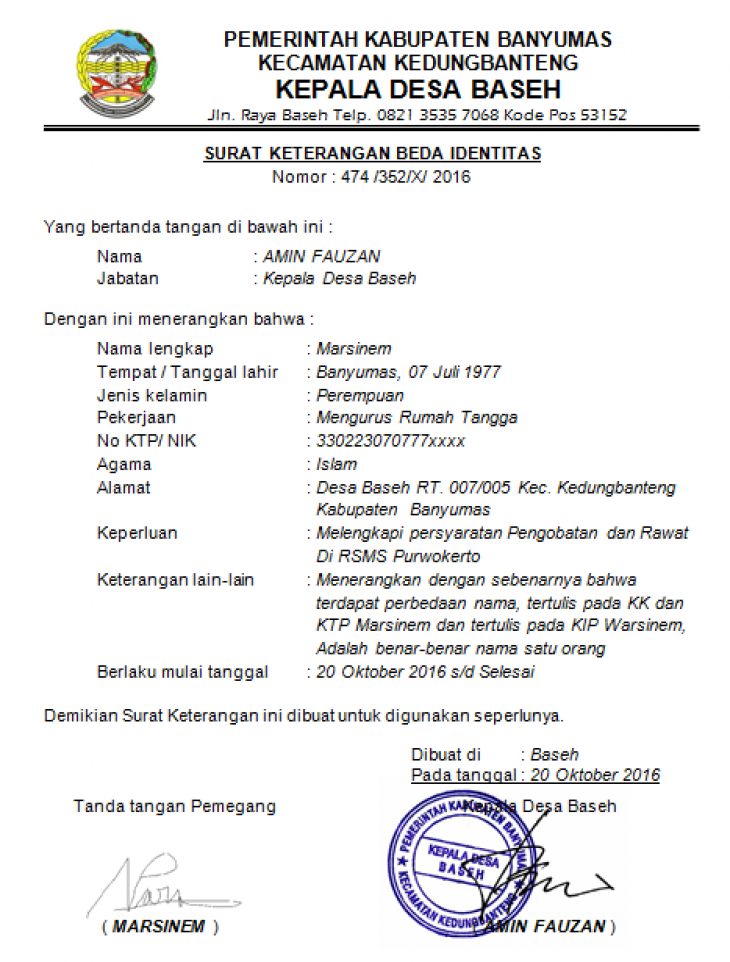 PEMERINTAH KABUPATEN BANYUMAS
KECAMATAN KEDUNGBANTENG
KEPALA DESA BASEH
Jln. Raya Baseh Telp. 0821 3535 7068 Kode Pos 53152
SURAT KETERANGAN BEDA IDENTITAS
Nomor : 474 /352/X/ 2016
Yang bertanda tangan di bawah ini :
Nama : AMIN FAUZAN
Jabatan : Kepala Desa Baseh
Dengan ini menerangkan bahwa :
Nama lengkap : Marsinem
Tempat / Tanggal lahir : Banyumas, 07 Juli 1977
Jenis kelamin : Perempuan
Pekerjaan : Mengurus Rumah Tangga
No KTP/ NIK : 330223070777xxxx
Agama : Islam
Alamat : Desa Baseh RT. 007/005 Kec. Kedungbanteng
Kabupaten Banyumas
Keperluan : Melengkapi persyaratan Pengobatan dan Rawat
Di RSMS Purwokerto
Keterangan lain-lain : Menerangkan dengan sebenarnya bahwa
terdapat perbedaan nama, tertulis pada KK dan
KTP Marsinem dan tertulis pada KIP Warsinem,
Adalah benar-benar nama satu orang
Berlaku mulai tanggal : 20 Oktober 2016 s/d Selesai
Demikian Surat Keterangan ini dibuat untuk digunakan seperlunya.
Dibuat di : Baseh
Pada tanggal : 20 Oktober 2016
Tanda tangan Pemegang Kepala Desa Baseh
PEMERINTAH KABUPATEN BANYUMAS
KEPALA DESA
BASEH
KECAMATAN KEDUNGBANTENG
( MARSINEM ) ( AMIN FAUZAN )